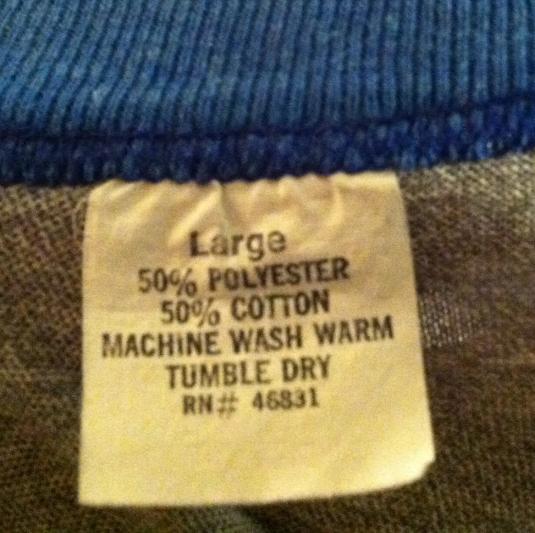 Large
50% POLYESTER
50% COTTON
MACHINE WASH WARM
TUMBLE DRY
RN# 46831